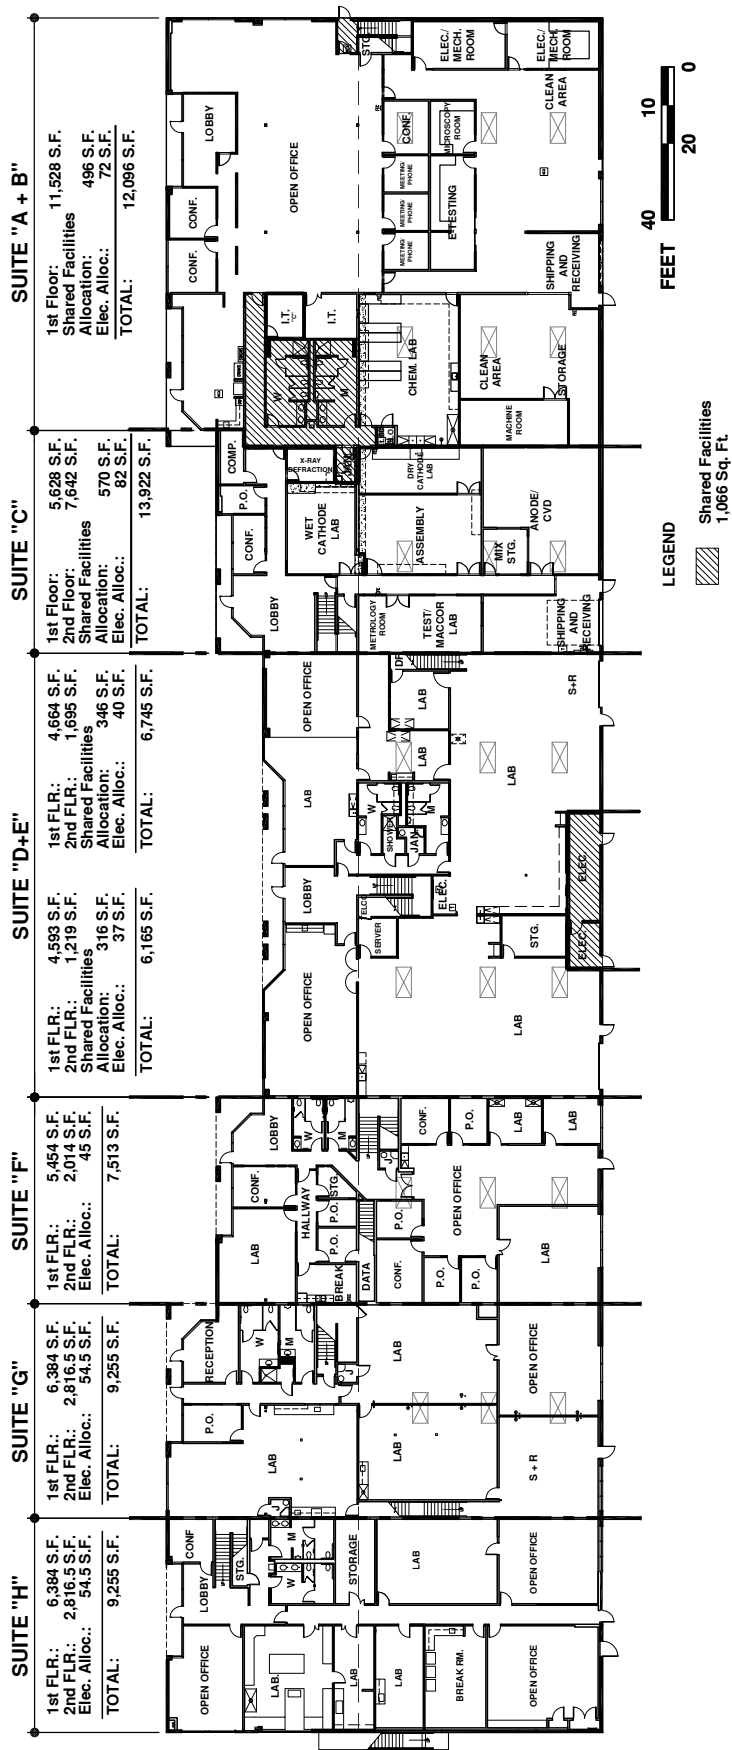 SUITE "H"
1st FLR.: 6,384 S.F.
2nd FLR.: 2,816.5 S.F.
Elec. Alloc.: 54.5 S.F.
TOTAL: 9,255 S.F.
SUITE "G"
1st FLR.: 6,384 S.F.
2nd FLR.: 2,816.5 S.F.
Elec. Alloc.: 54.5 S.F.
TOTAL: 9,255 S.F.
SUITE "F"
1st FLR.: 5,454 S.F.
2nd FLR.: 2,014 S.F.
Elec. Alloc.: 45 S.F.
TOTAL: 7,513 S.F.
SUITE "D+E"
1st FLR.: 4,593 S.F.
2nd FLR.: 1,219 S.F.
Shared Facilities
Allocation: 316 S.F.
Elec. Alloc.: 37 S.F.
TOTAL: 6,165 S.F.
1st FLR.: 4,664 S.F.
2nd FLR.: 1,695 S.F.
Shared Facilities
Allocation: 346 S.F.
Elec. Alloc.: 40 S.F.
TOTAL: 6,745 S.F.
SUITE "C"
1st Floor: 5,628 S.F.
2nd Floor: 7,642 S.F.
Shared Facilities
Allocation: 570 S.F.
Elec. Alloc.: 82 S.F.
TOTAL: 13,922 S.F.
SUITE "A + B"
1st Floor: 11,528 S.F.
Shared Facilities
Allocation: 496 S.F.
Elec. Alloc.: 72 S.F.
TOTAL: 12,096 S.F.
OPEN OFFICE
LOBBY
CONF
STG.
LAB.
W
M
LAB
STORAGE
LAB
LAB
BREAK RM.
OPEN OFFICE
OPEN OFFICE
P.O.
RECEPTION
LAB
W
M
J
J
LAB
LAB
S + R
OPEN OFFICE
LAB
CONF.
LOBBY
HALLWAY
W
M
BREAK
P.O.
P.O.
STG.
DATA
J
CONF.
P.O.
CONF.
P.O.
P.O.
P.O.
OPEN OFFICE
LAB
LAB
LAB
OPEN OFFICE
LOBBY
LAB
OPEN OFFICE
SERVER
TELCO
ELEC.
SHOWER
W
M
JAN.
LAB
LAB
IDF
LAB
STG.
ELEC.
ELEC.
LAB
S+R
LOBBY
CONF.
P.O.
COMP.
WET
CATHODE
LAB
X-RAY
DEFRACTION
METROLOGY
ROOM
TEST/
MACCOR
LAB
ASSEMBLY
DRY
CATHODE
LAB
MIX
STG.
ANODE/
CVD
SHIPPING
AND
RECEIVING
CONF.
CONF.
LOBBY
W
M
I.T.
I.T.
OPEN OFFICE
STG.
CHEM. LAB
MEETING/
PHONE
MEETING/
PHONE
MEETING/
PHONE
CONF.
E-TESTING
MICROSCOPY
ROOM
ELEC./
MECH.
ROOM
ELEC./
MECH.
ROOM
MACHINE
ROOM
CLEAN
AREA
STORAGE
SHIPPING
AND
RECEIVING
CLEAN
AREA
LEGEND
Shared Facilities
1,066 Sq. Ft.
FEET
40
20
10
0